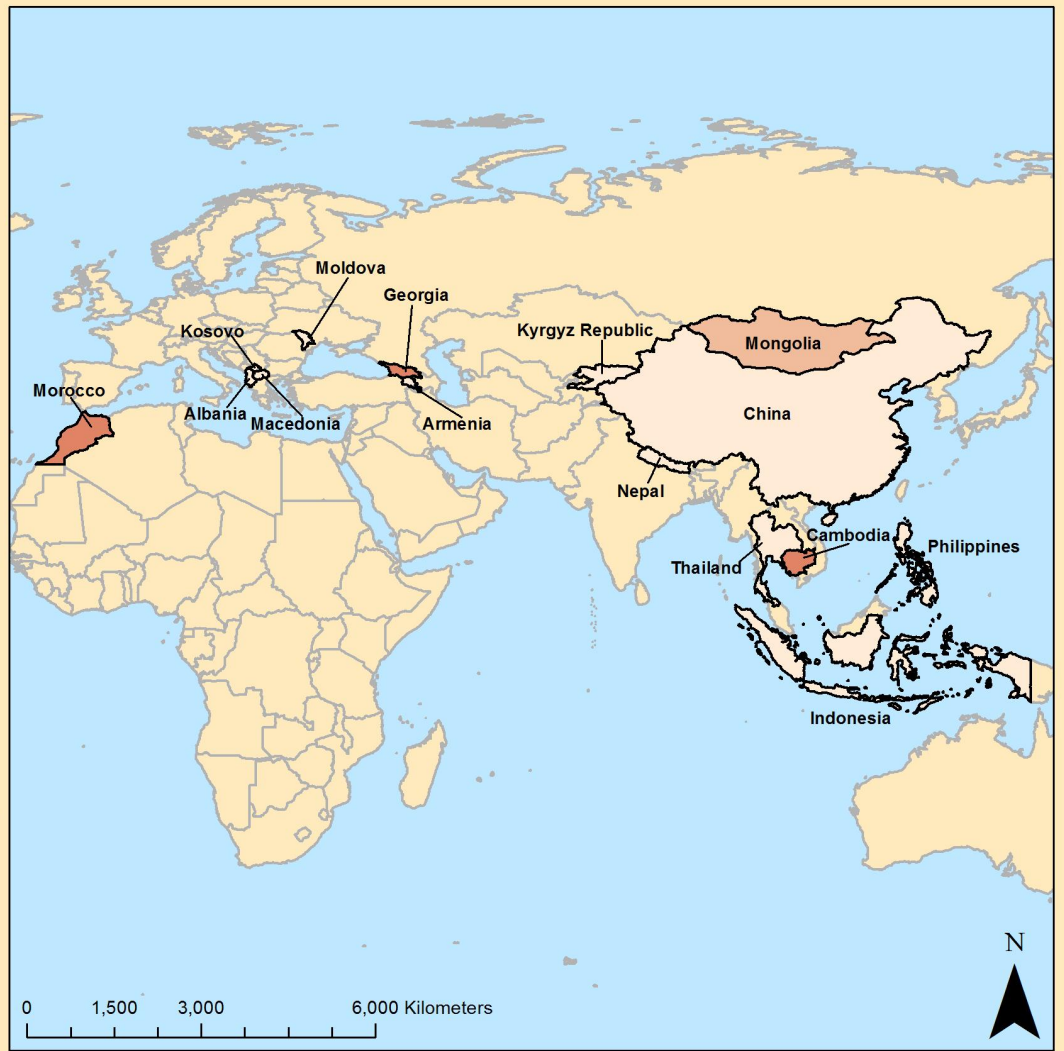 Moldova
Georgia
Kosovo
Kyrgyz Republic
Mongolia
Morocco
Albania
Macedonia
Armenia
China
Nepal
Cambodia
Philippines
Thailand
Indonesia
N
0 1,500 3,000 6,000 Kilometers